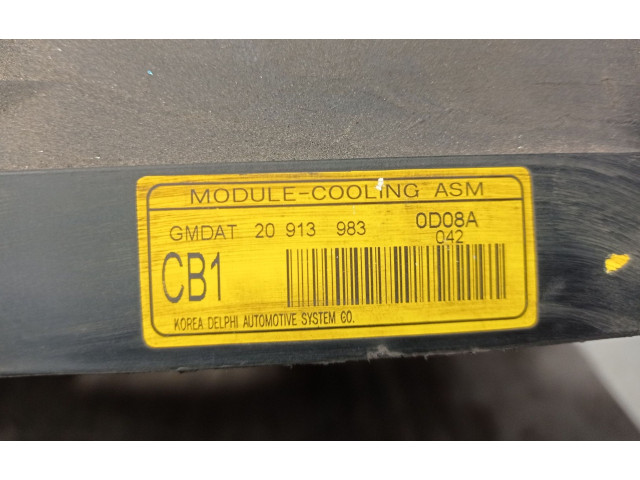 MODULE-COOLING ASM
GMDAT 20 913 983 0D08A
042
CB1
KOREA DELPHI AUTOMOTIVE SYSTEM CO.